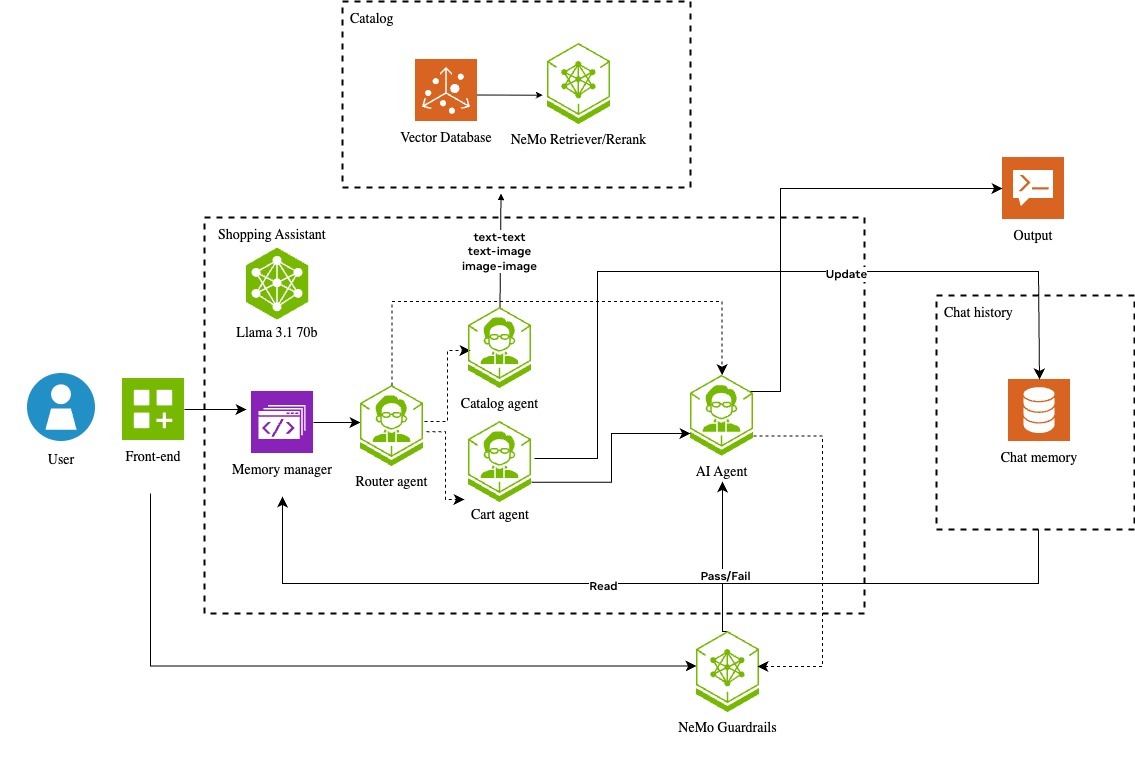 Catalog
Vector Database
NeMo Retriever/Rerank
Output
Shopping Assistant
text-text
text-image
image-image
Llama 3.1 70b
Update
Chat history
User
Front-end
Memory manager
Router agent
Catalog agent
Cart agent
AI Agent
Chat memory
Read
Pass/Fail
NeMo Guardrails